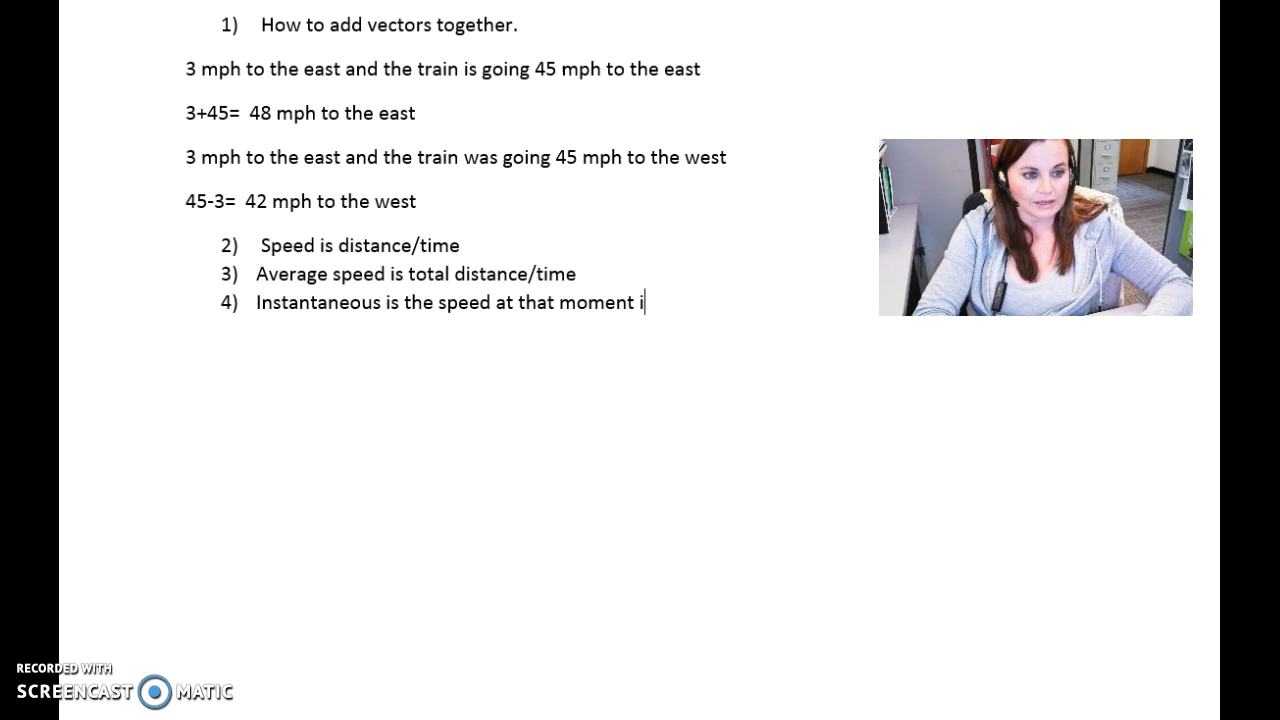 1) How to add vectors together.
3 mph to the east and the train is going 45 mph to the east
3+45= 48 mph to the east
3 mph to the east and the train was going 45 mph to the west
45-3= 42 mph to the west
2) Speed is distance/time
3) Average speed is total distance/time
4) Instantaneous is the speed at that moment i
RECORDED WITH
SCREENCAST MATIC